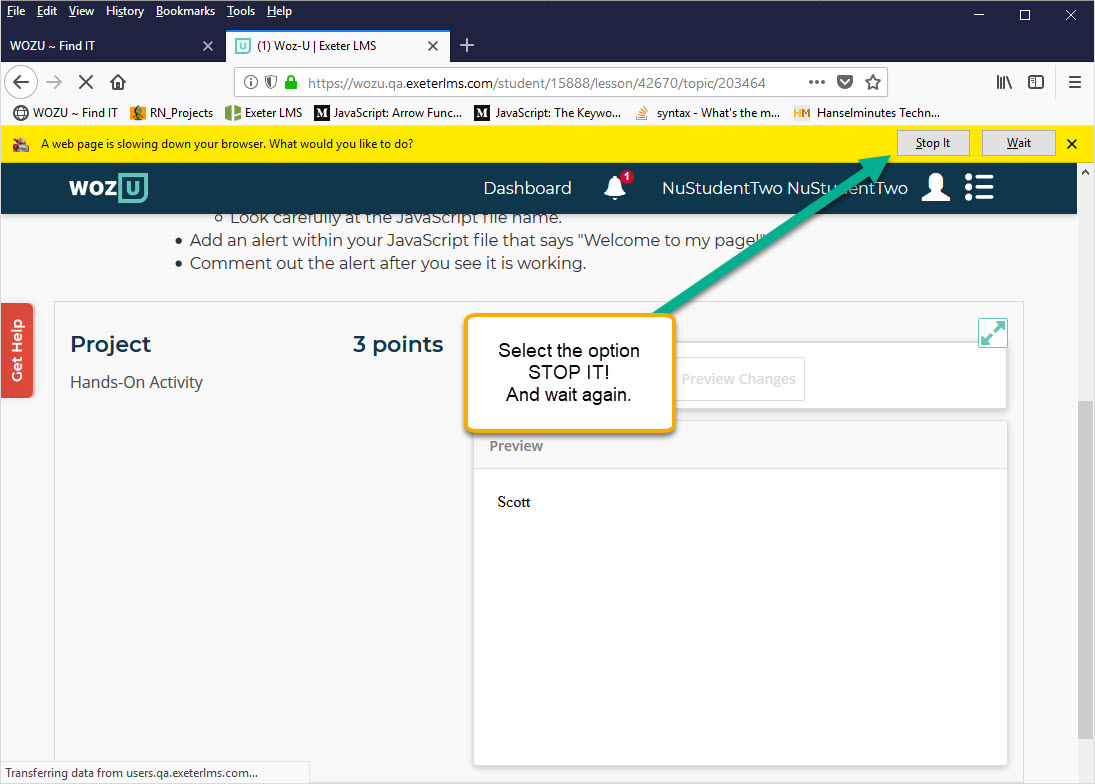 File Edit View History Bookmarks Tools Help
WOZU ~ Find IT
(1) Woz-U | Exeter LMS
https://wozu.qa.exeterlms.com/student/15888/lesson/42670/topic/203464
WOZU ~ Find IT RN_Projects Exeter LMS JavaScript: Arrow Func... JavaScript: The Keywo... syntax - What's the m... HM Hanselminutes Techn...
A web page is slowing down your browser. What would you like to do? Stop It Wait
WOZ U Dashboard 1 NuStudentTwo NuStudentTwo
Look carefully at the JavaScript file name.
Add an alert within your JavaScript file that says "Welcome to my page!"
Comment out the alert after you see it is working.
Get Help
Project 3 points
Hands-On Activity
Select the option
STOP IT!
And wait again.
Preview Changes
Preview
Scott
Transferring data from users.qa.exeterlms.com...